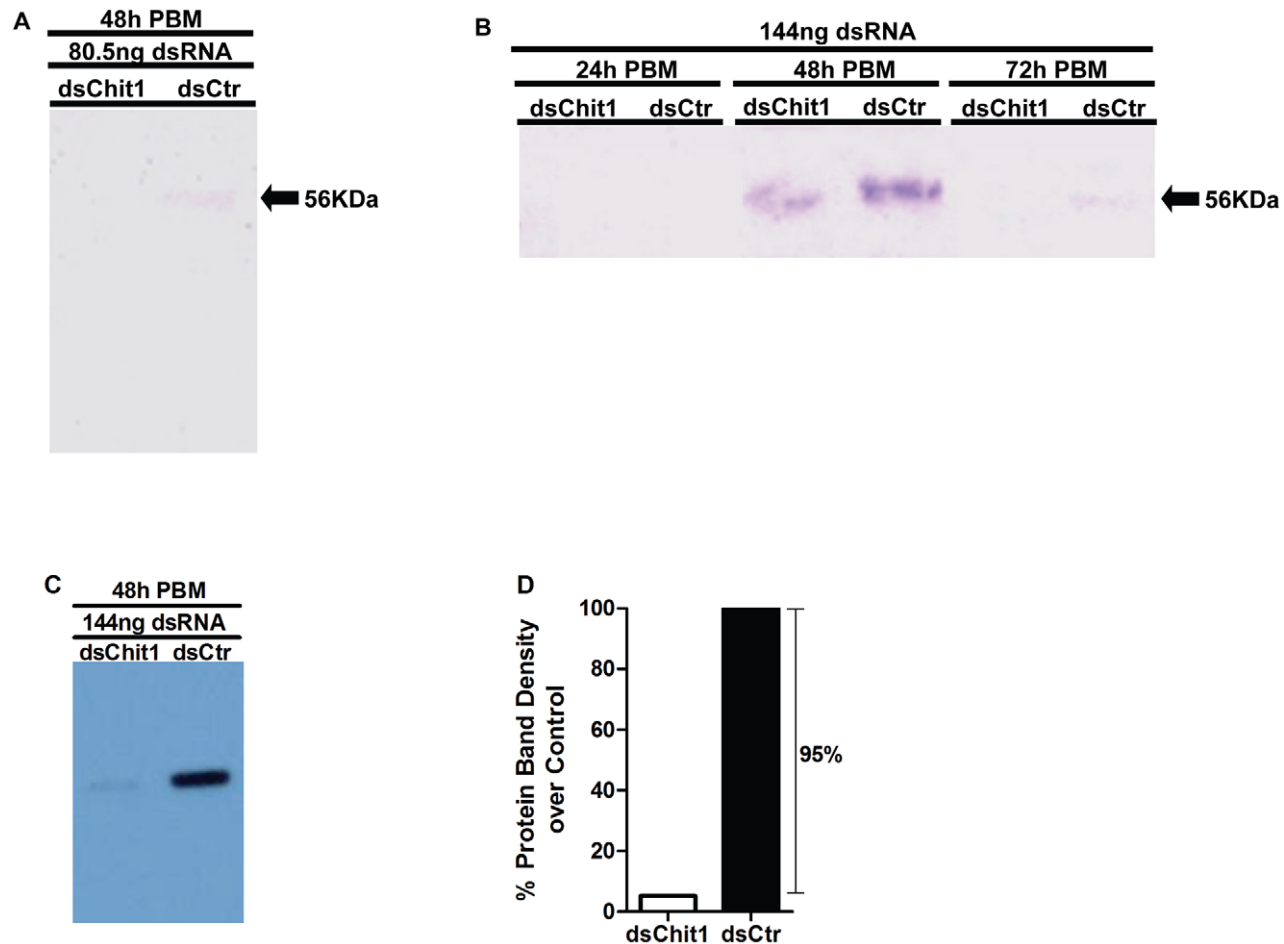 A
48h PBM
80.5ng dsRNA
dsChit1 dsCtr
56KDa
B
144ng dsRNA
24h PBM 48h PBM 72h PBM
dsChit1 dsCtr dsChit1 dsCtr dsChit1 dsCtr
56KDa
C
48h PBM
144ng dsRNA
dsChit1 dsCtr
D
% Protein Band Density
over Control
100
80
60
40
20
0
95%
dsChit1 dsCtr